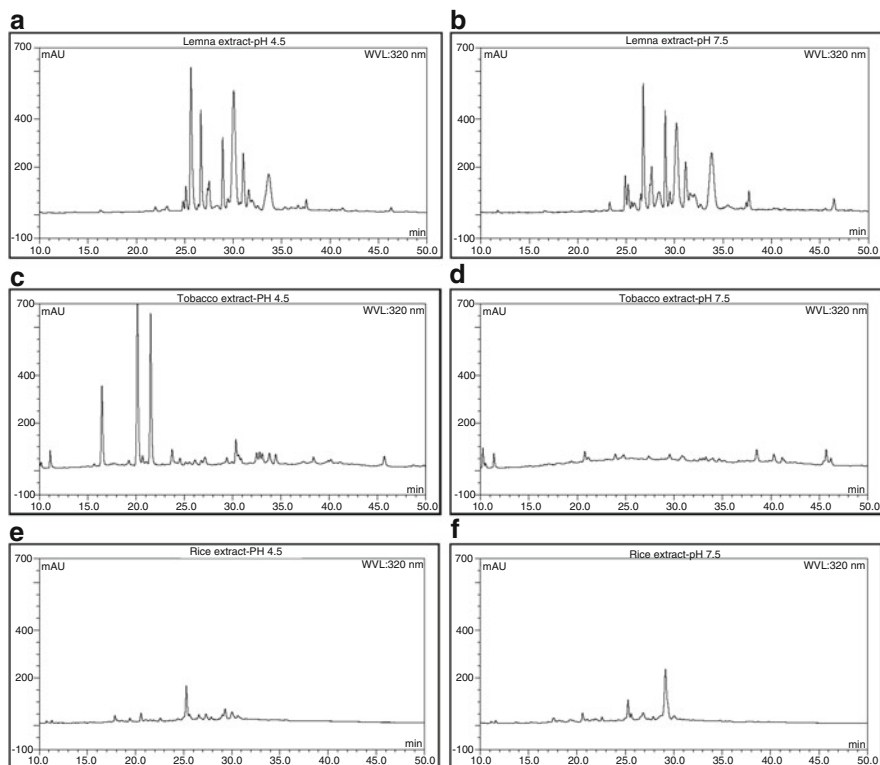 a
Lemna extract-pH 4.5
700
mAU
WVL:320 nm
400
200
-100
min
10.0 15.0 20.0 25.0 30.0 35.0 40.0 45.0 50.0
b
Lemna extract-pH 7.5
700
mAU
WVL:320 nm
400
200
-100
min
10.0 15.0 20.0 25.0 30.0 35.0 40.0 45.0 50.0
c
Tobacco extract-PH 4.5
700
mAU
WVL:320 nm
400
200
-100
min
10.0 15.0 20.0 25.0 30.0 35.0 40.0 45.0 50.0
d
Tobacco extract-pH 7.5
700
mAU
WVL:320 nm
400
200
-100
min
10.0 15.0 20.0 25.0 30.0 35.0 40.0 45.0 50.0
e
Rice extract-PH 4.5
700
mAU
WVL:320 nm
400
200
-100
min
10.0 15.0 20.0 25.0 30.0 35.0 40.0 45.0 50.0
f
Rice extract-pH 7.5
700
mAU
WVL:320 nm
400
200
-100
min
10.0 15.0 20.0 25.0 30.0 35.0 40.0 45.0 50.0